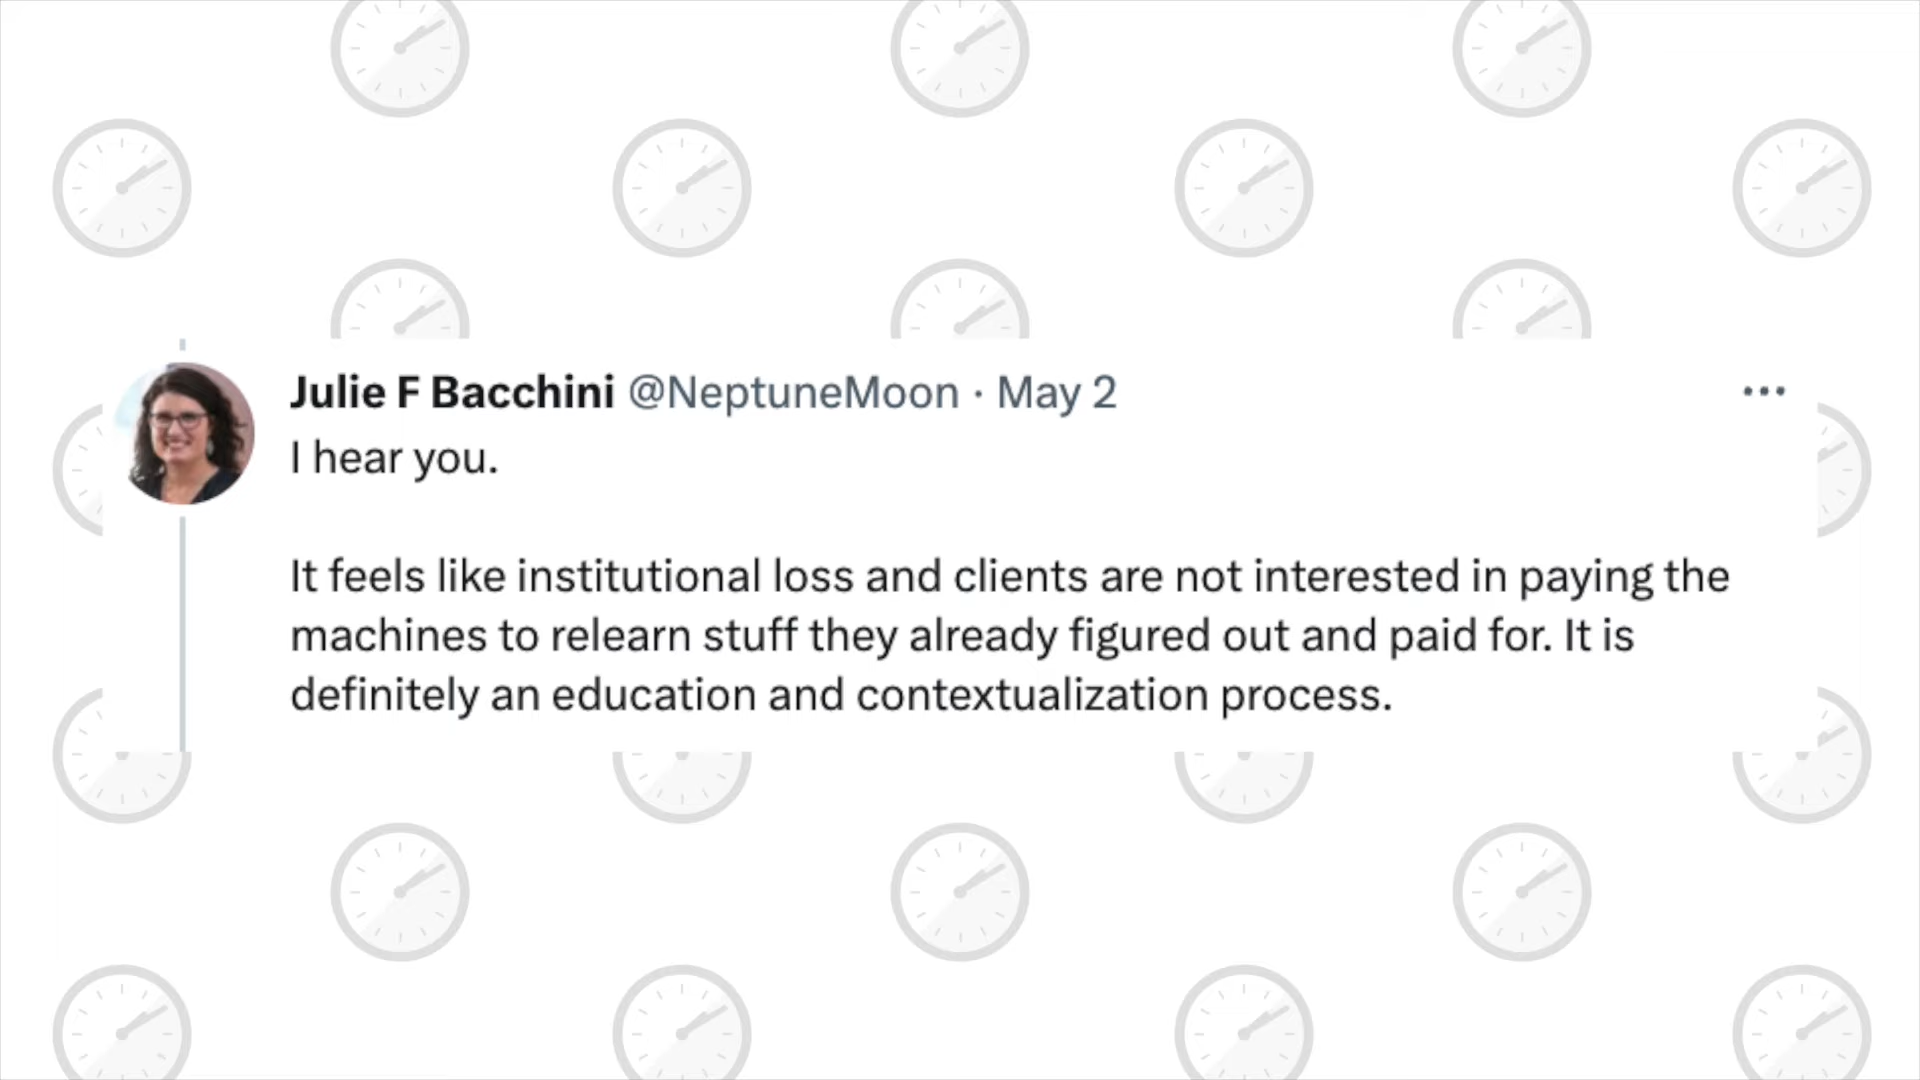 Julie F Bacchini @NeptuneMoon · May 2
I hear you.
It feels like institutional loss and clients are not interested in paying the
machines to relearn stuff they already figured out and paid for. It is
definitely an education and contextualization process.